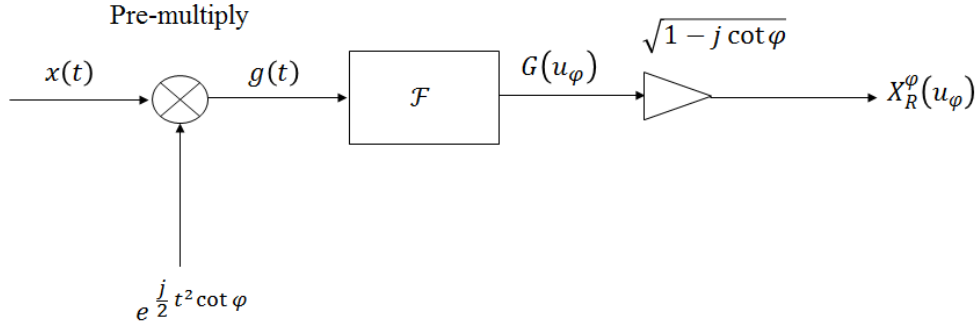 Pre-multiply
√(1 − j cot φ)
x(t)
g(t)
ℱ
G(u_φ)
X_R^φ(u_φ)
e^{j/2 t² cot φ}